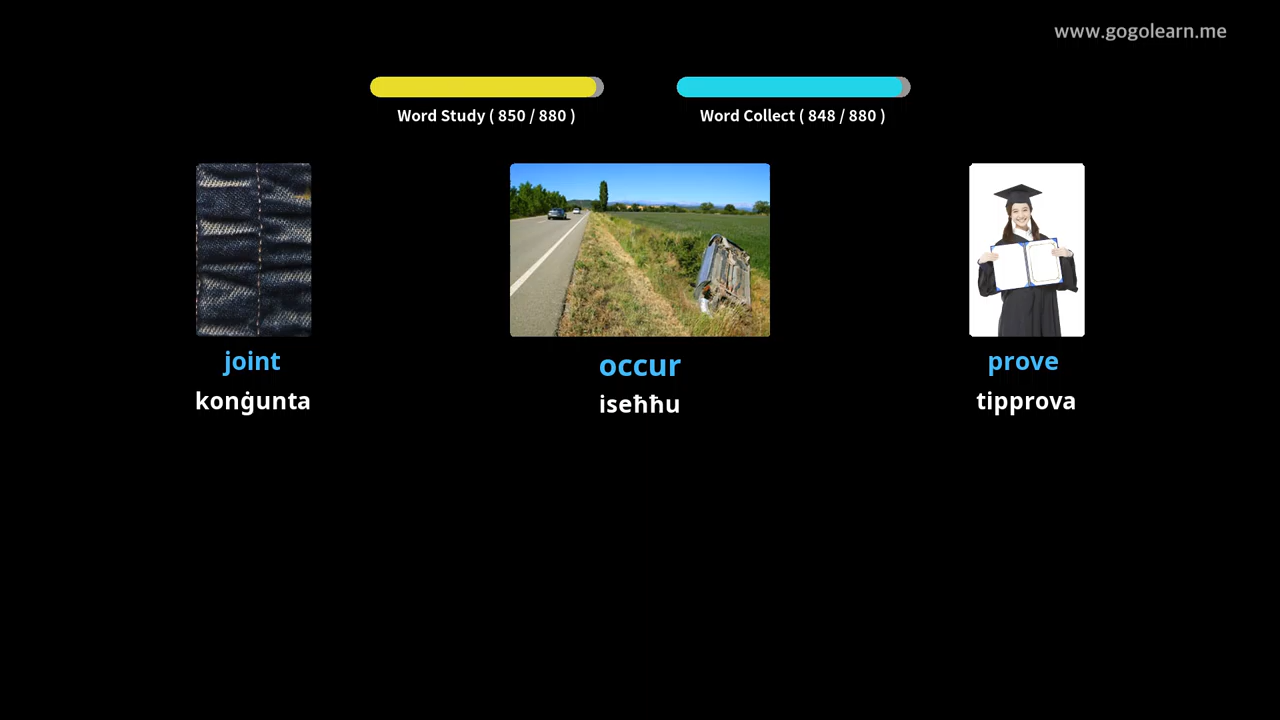 www.gogolearn.me
Word Study ( 850 / 880 )
Word Collect ( 848 / 880 )
joint
konġunta
occur
iseħħu
prove
tipprova